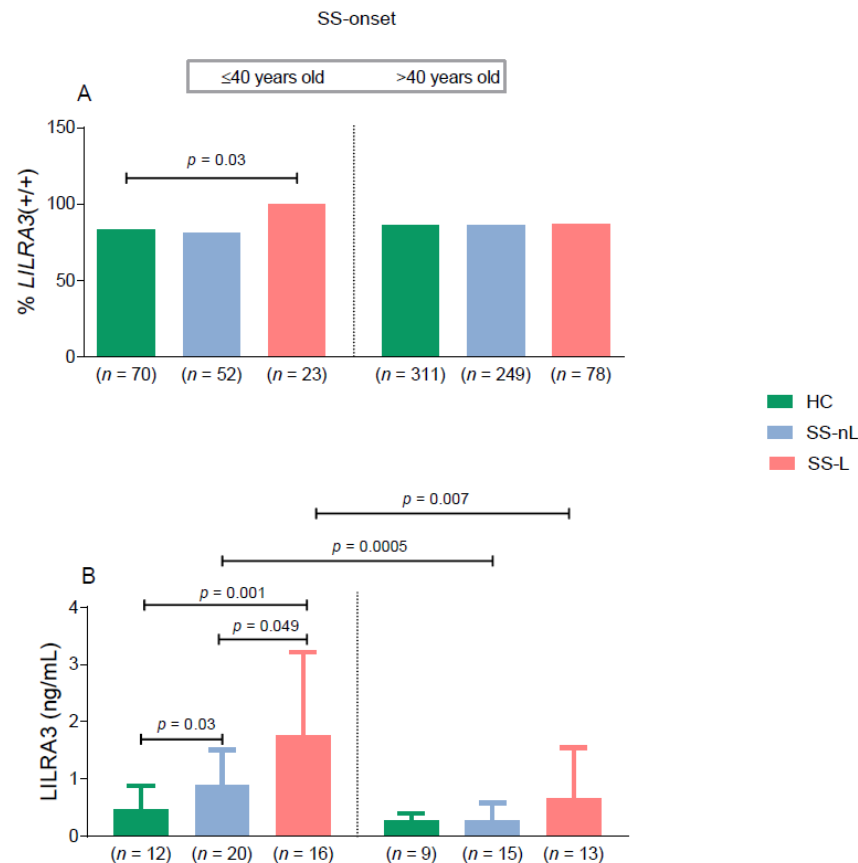 SS-onset
≤40 years old >40 years old
A
150
100
50
0
% LILRA3(+/+)
p = 0.03
(n = 70) (n = 52) (n = 23) (n = 311) (n = 249) (n = 78)
HC
SS-nL
SS-L
p = 0.007
p = 0.0005
B
p = 0.001
p = 0.049
p = 0.03
4
3
2
1
0
LILRA3 (ng/mL)
(n = 12) (n = 20) (n = 16) (n = 9) (n = 15) (n = 13)